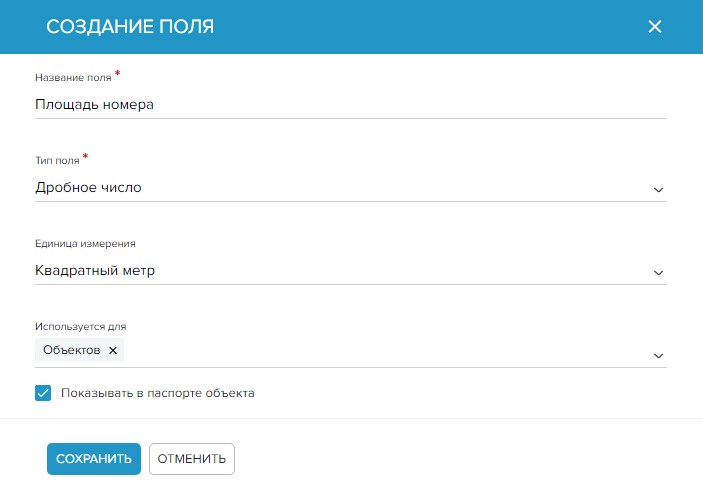 СОЗДАНИЕ ПОЛЯ
Название поля *
Площадь номера
Тип поля *
Дробное число
Единица измерения
Квадратный метр
Используется для
Объектов
Показывать в паспорте объекта
СОХРАНИТЬ ОТМЕНИТЬ